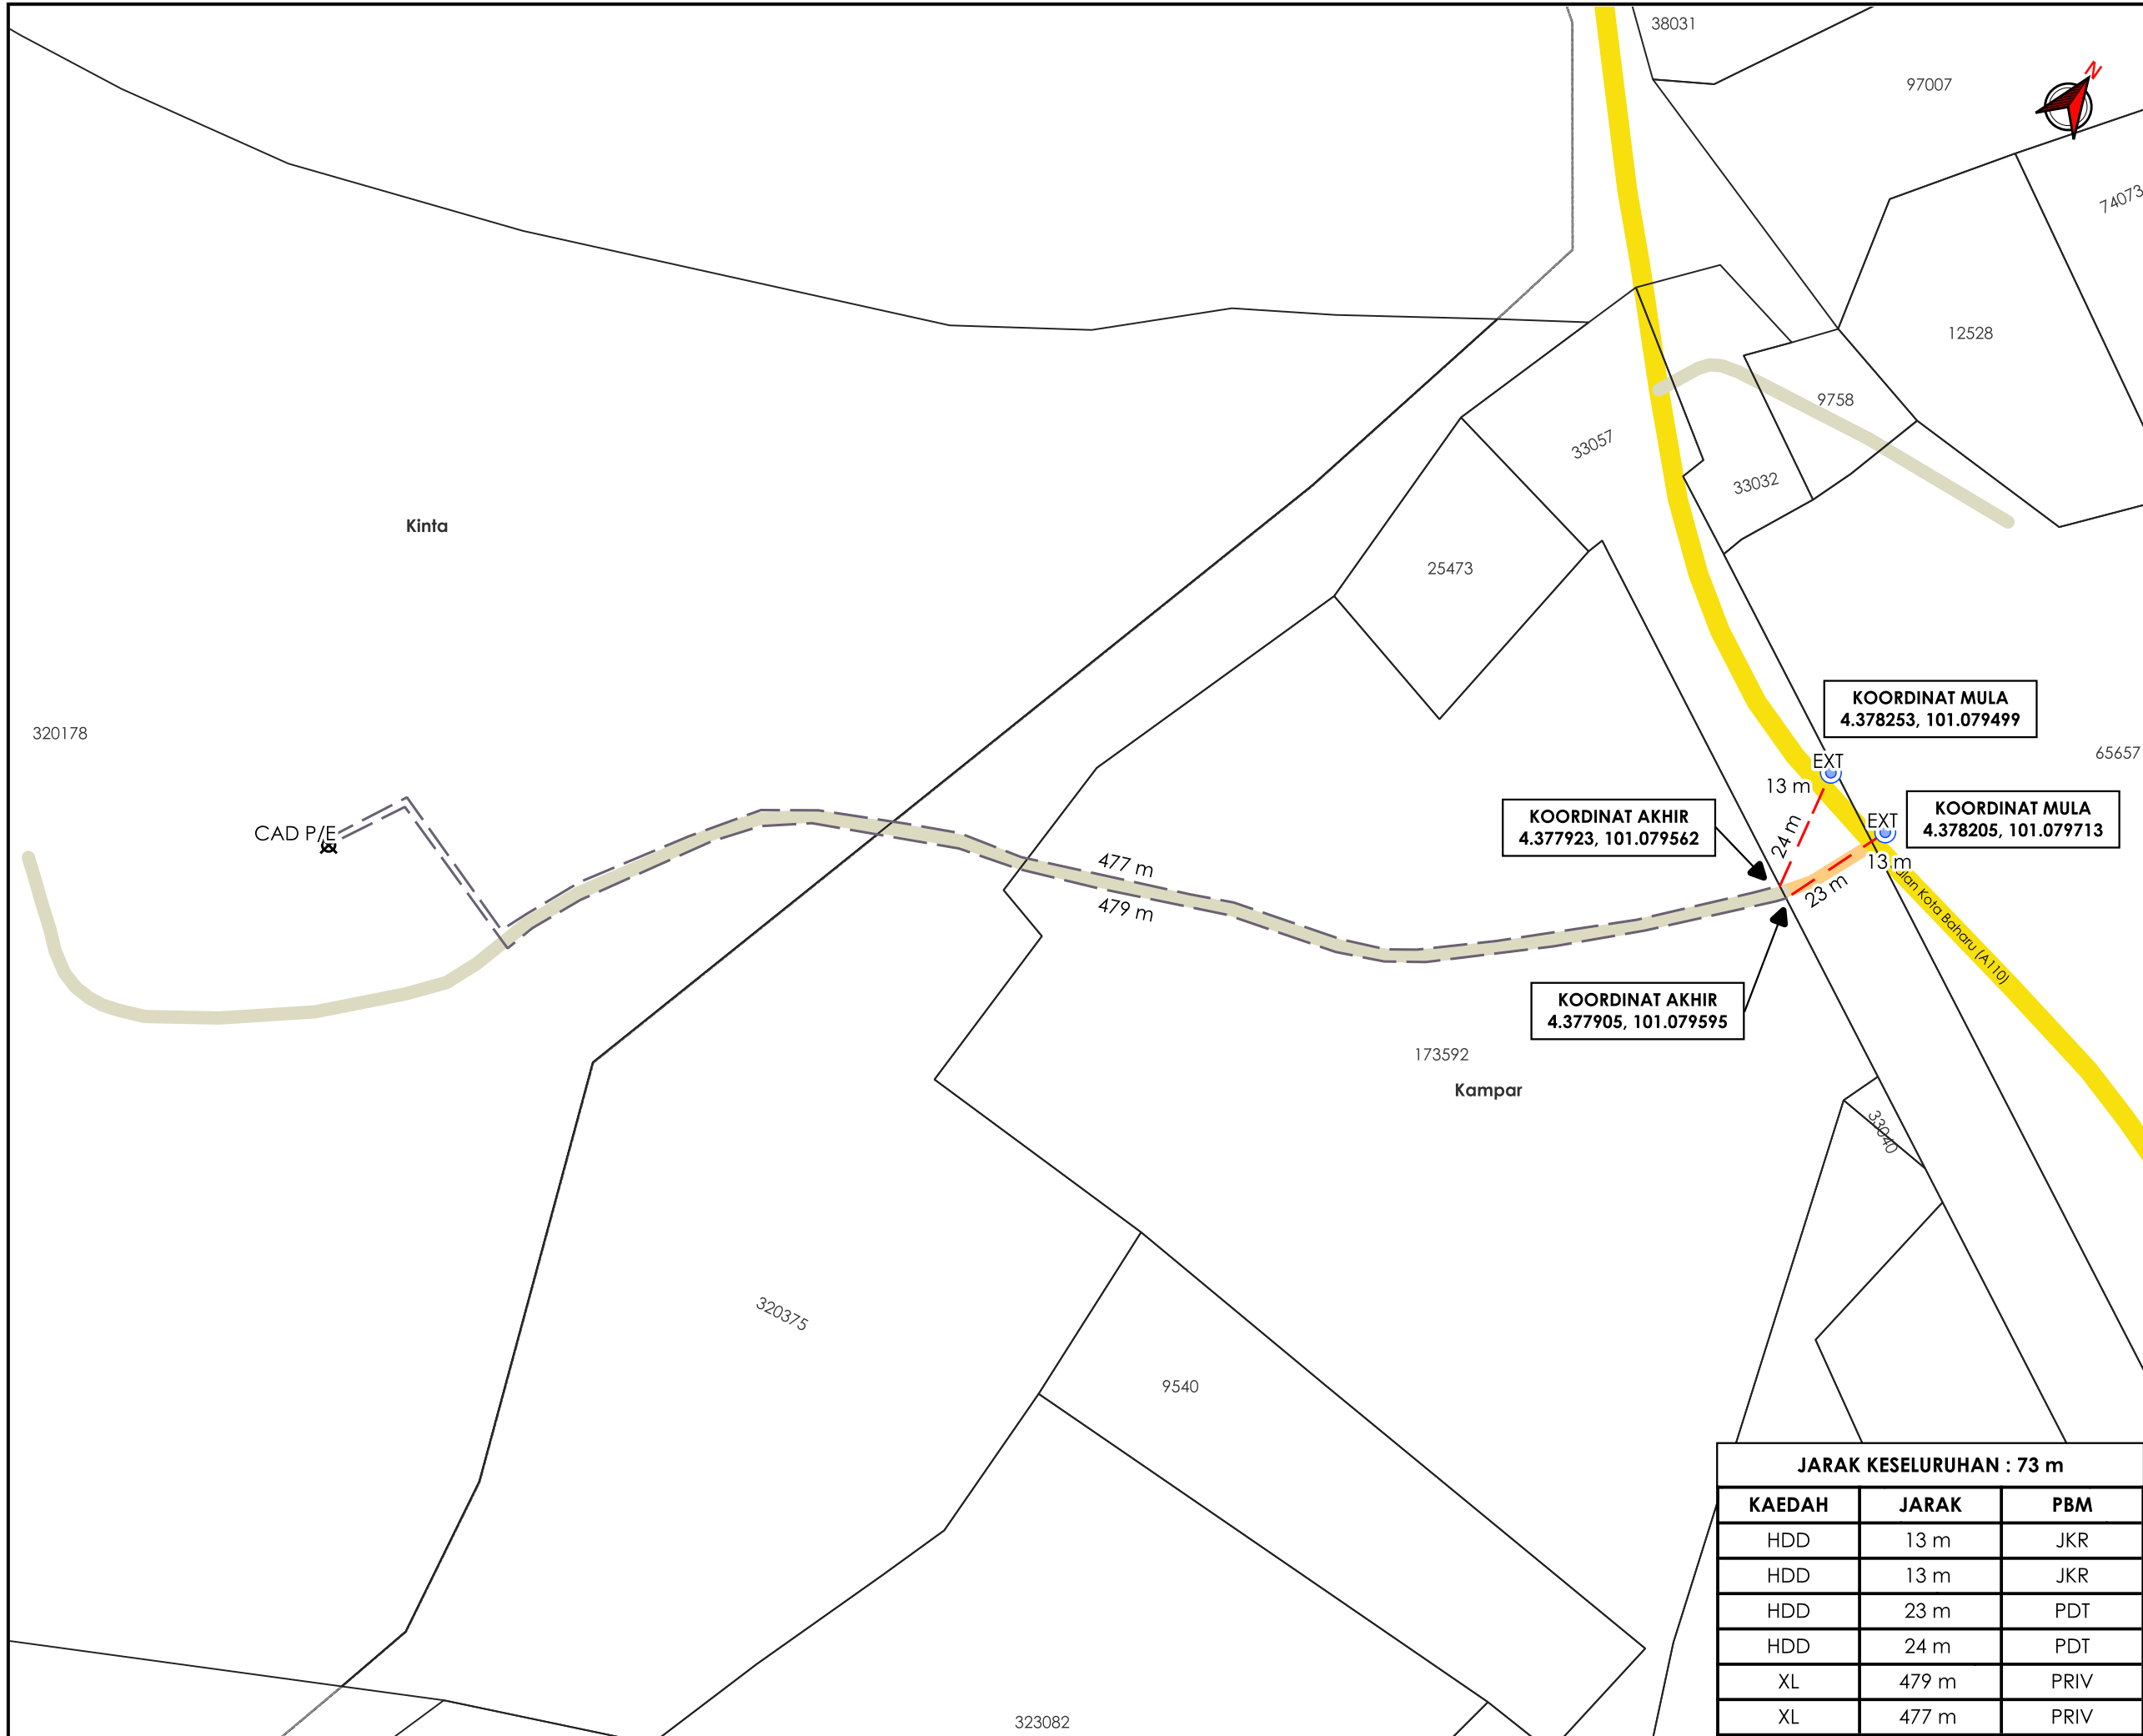 38031
97007
N
74073
12528
9758
33057
33032
25473
Kinta
320178
KOORDINAT MULA
4.378253, 101.079499
65657
EXT
13 m
KOORDINAT AKHIR
4.377923, 101.079562
24 m
EXT
KOORDINAT MULA
4.378205, 101.079713
CAD P/E
13 m
23 m
477 m
479 m
Kota Baharu (A110)
KOORDINAT AKHIR
4.377905, 101.079595
173592
Kampar
33040
320375
9540
323082
JARAK KESELURUHAN : 73 m
KAEDAH JARAK PBM
HDD 13 m JKR
HDD 13 m JKR
HDD 23 m PDT
HDD 24 m PDT
XL 479 m PRIV
XL 477 m PRIV